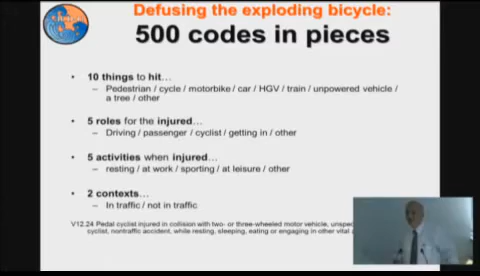 Defusing the exploding bicycle:
500 codes in pieces
• 10 things to hit…
– Pedestrian / cycle / motorbike / car / HGV / train / unpowered vehicle /
a tree / other
• 5 roles for the injured…
– Driving / passenger / cyclist / getting in / other
• 5 activities when injured…
– resting / at work / sporting / at leisure / other
• 2 contexts…
– In traffic / not in traffic
V12.24 Pedal cyclist injured in collision with two- or three-wheeled motor vehicle,
cyclist, nontraffic accident, while resting, sleeping, eating or engaging in other vital